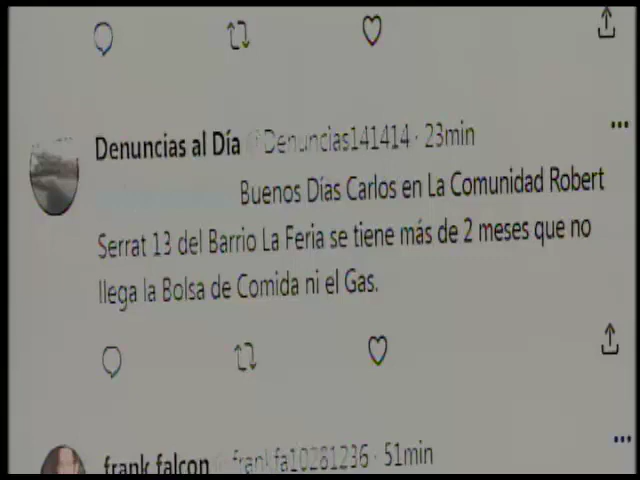 Denuncias al Día @Denuncias141414 · 23min
Buenos Días Carlos en La Comunidad Robert
Serrat 13 del Barrio La Feria se tiene más de 2 meses que no
llega la Bolsa de Comida ni el Gas.
frank falcon @frankfa10281236 · 51min